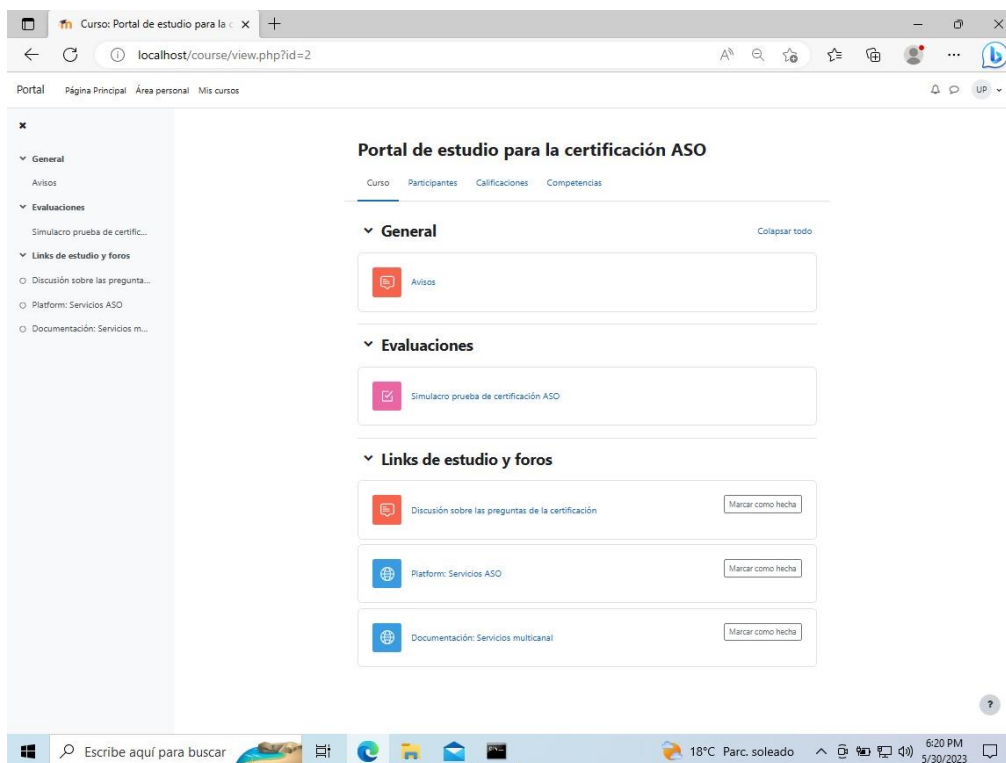 Curso: Portal de estudio para la c
localhost/course/view.php?id=2
Portal Página Principal Área personal Mis cursos UP
General
Avisos
Evaluaciones
Simulacro prueba de certific...
Links de estudio y foros
Discusión sobre las pregunta...
Platform: Servicios ASO
Documentación: Servicios m...
Portal de estudio para la certificación ASO
Curso Participantes Calificaciones Competencias
General Colapsar todo
Avisos
Evaluaciones
Simulacro prueba de certificación ASO
Links de estudio y foros
Discusión sobre las preguntas de la certificación Marcar como hecha
Platform: Servicios ASO Marcar como hecha
Documentación: Servicios multicanal Marcar como hecha
?
Escribe aquí para buscar 18°C Parc. soleado 6:20 PM
5/30/2023